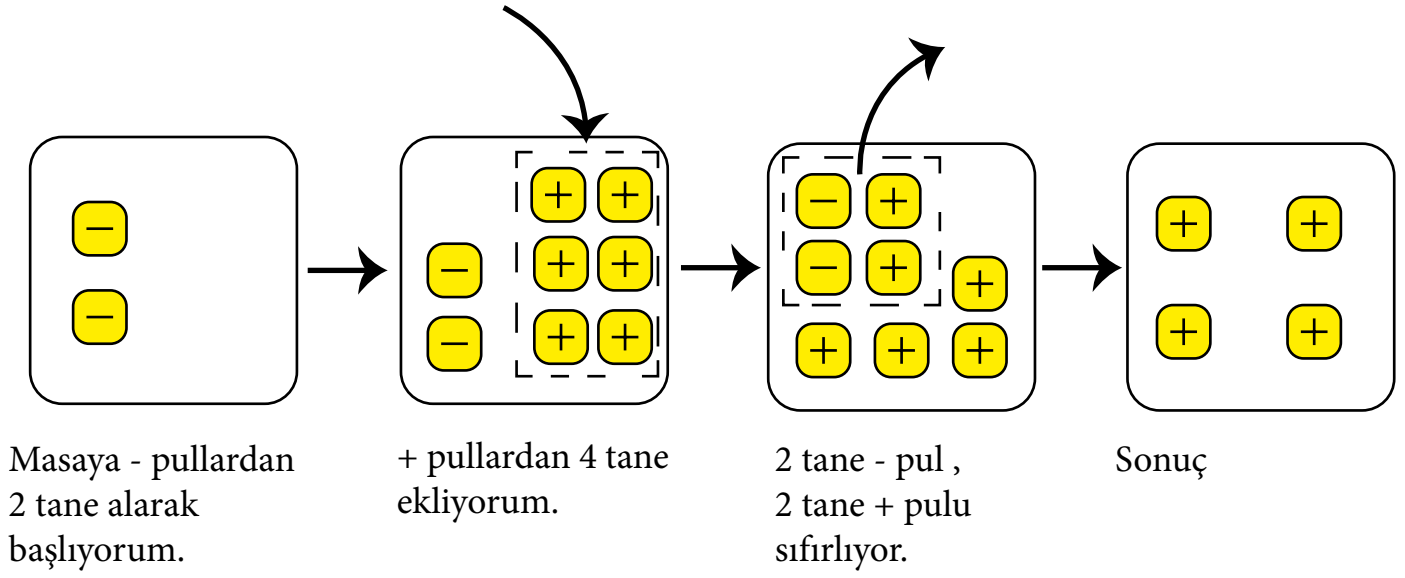 Masaya - pullardan
2 tane alarak
başlıyorum.
+ pullardan 4 tane
ekliyorum.
2 tane - pul ,
2 tane + pulu
sıfırlıyor.
Sonuç